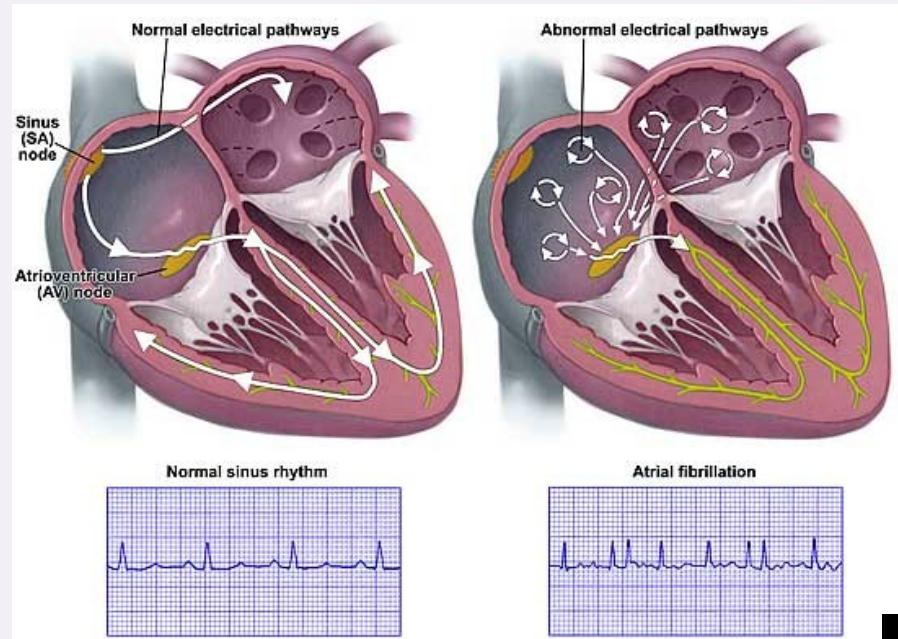 Normal electrical pathways
Sinus
(SA)
node
Atrioventricular
(AV) node
Abnormal electrical pathways
Normal sinus rhythm
Atrial fibrillation